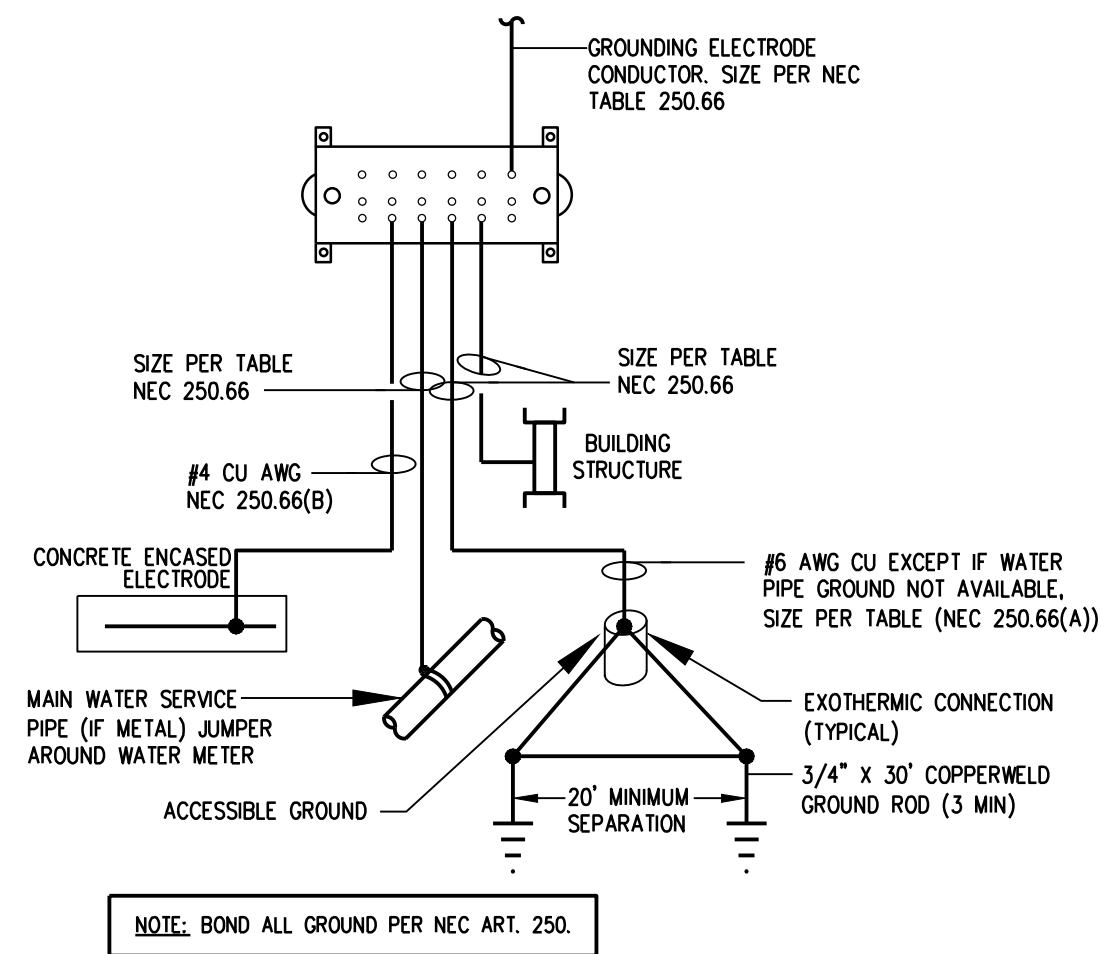 GROUNDING ELECTRODE
CONDUCTOR. SIZE PER NEC
TABLE 250.66
SIZE PER TABLE
NEC 250.66
SIZE PER TABLE
NEC 250.66
BUILDING
STRUCTURE
#4 CU AWG
NEC 250.66(B)
CONCRETE ENCASED
ELECTRODE
#6 AWG CU EXCEPT IF WATER
PIPE GROUND NOT AVAILABLE,
SIZE PER TABLE (NEC 250.66(A))
MAIN WATER SERVICE
PIPE (IF METAL) JUMPER
AROUND WATER METER
EXOTHERMIC CONNECTION
(TYPICAL)
ACCESSIBLE GROUND
20' MINIMUM
SEPARATION
3/4" X 30' COPPERWELD
GROUND ROD (3 MIN)
NOTE: BOND ALL GROUND PER NEC ART. 250.